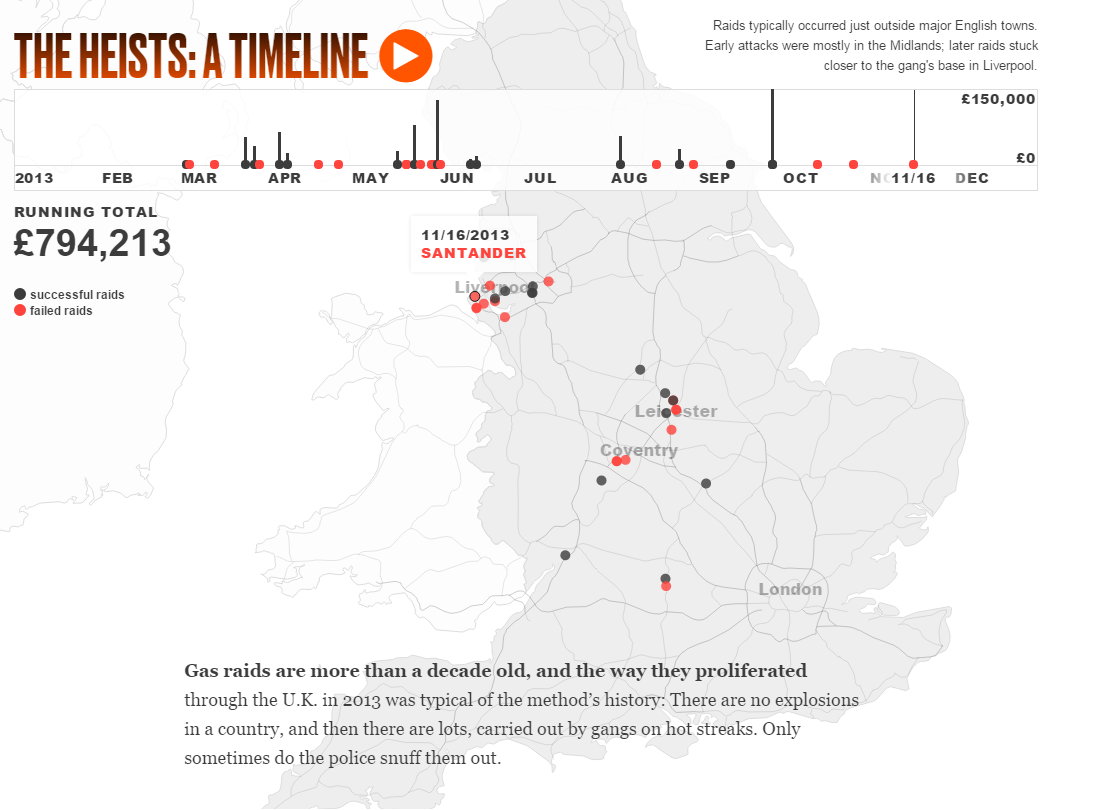 THE HEISTS: A TIMELINE
Raids typically occurred just outside major English towns.
Early attacks were mostly in the Midlands; later raids stuck
closer to the gang's base in Liverpool.
£150,000
£0
2013 FEB MAR APR MAY JUN JUL AUG SEP OCT 11/16 DEC
RUNNING TOTAL
£794,213
11/16/2013
SANTANDER
successful raids
failed raids
Liverpool
Leicester
Coventry
London
Gas raids are more than a decade old, and the way they proliferated
through the U.K. in 2013 was typical of the method’s history: There are no explosions
in a country, and then there are lots, carried out by gangs on hot streaks. Only
sometimes do the police snuff them out.